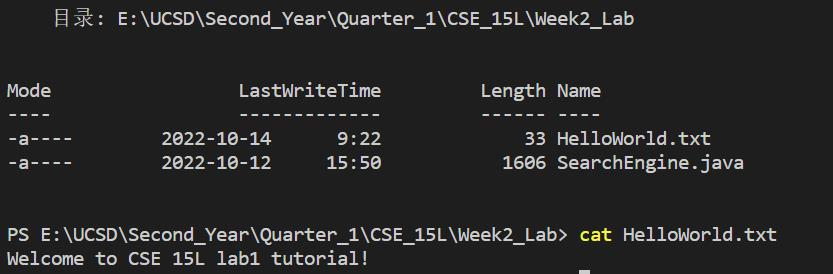 目录: E:\UCSD\Second_Year\Quarter_1\CSE_15L\Week2_Lab
Mode                LastWriteTime         Length Name
----                -------------         ------ ----
-a----        2022-10-14      9:22             33 HelloWorld.txt
-a----        2022-10-12     15:50           1606 SearchEngine.java
PS E:\UCSD\Second_Year\Quarter_1\CSE_15L\Week2_Lab> cat HelloWorld.txt
Welcome to CSE 15L lab1 tutorial!